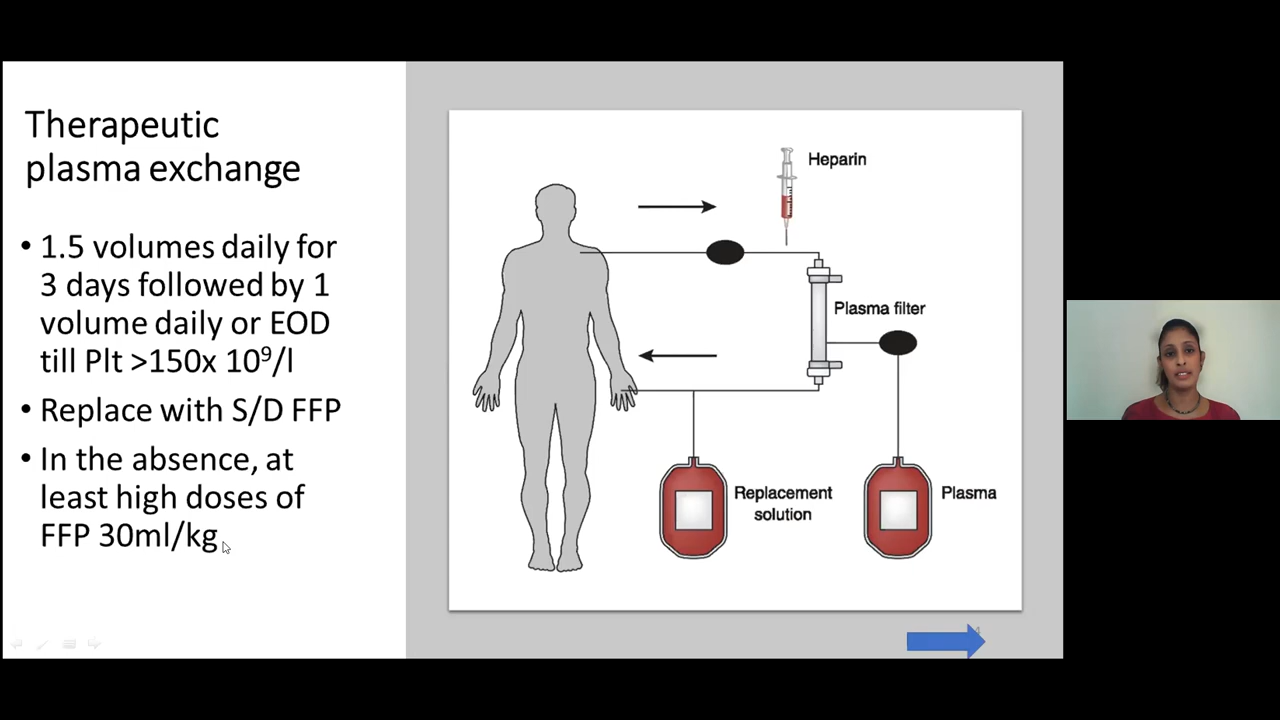 Therapeutic
plasma exchange
• 1.5 volumes daily for
3 days followed by 1
volume daily or EOD
till Plt >150x 10⁹/l
• Replace with S/D FFP
• In the absence, at
least high doses of
FFP 30ml/kg
Heparin
Plasma filter
Replacement
solution
Plasma